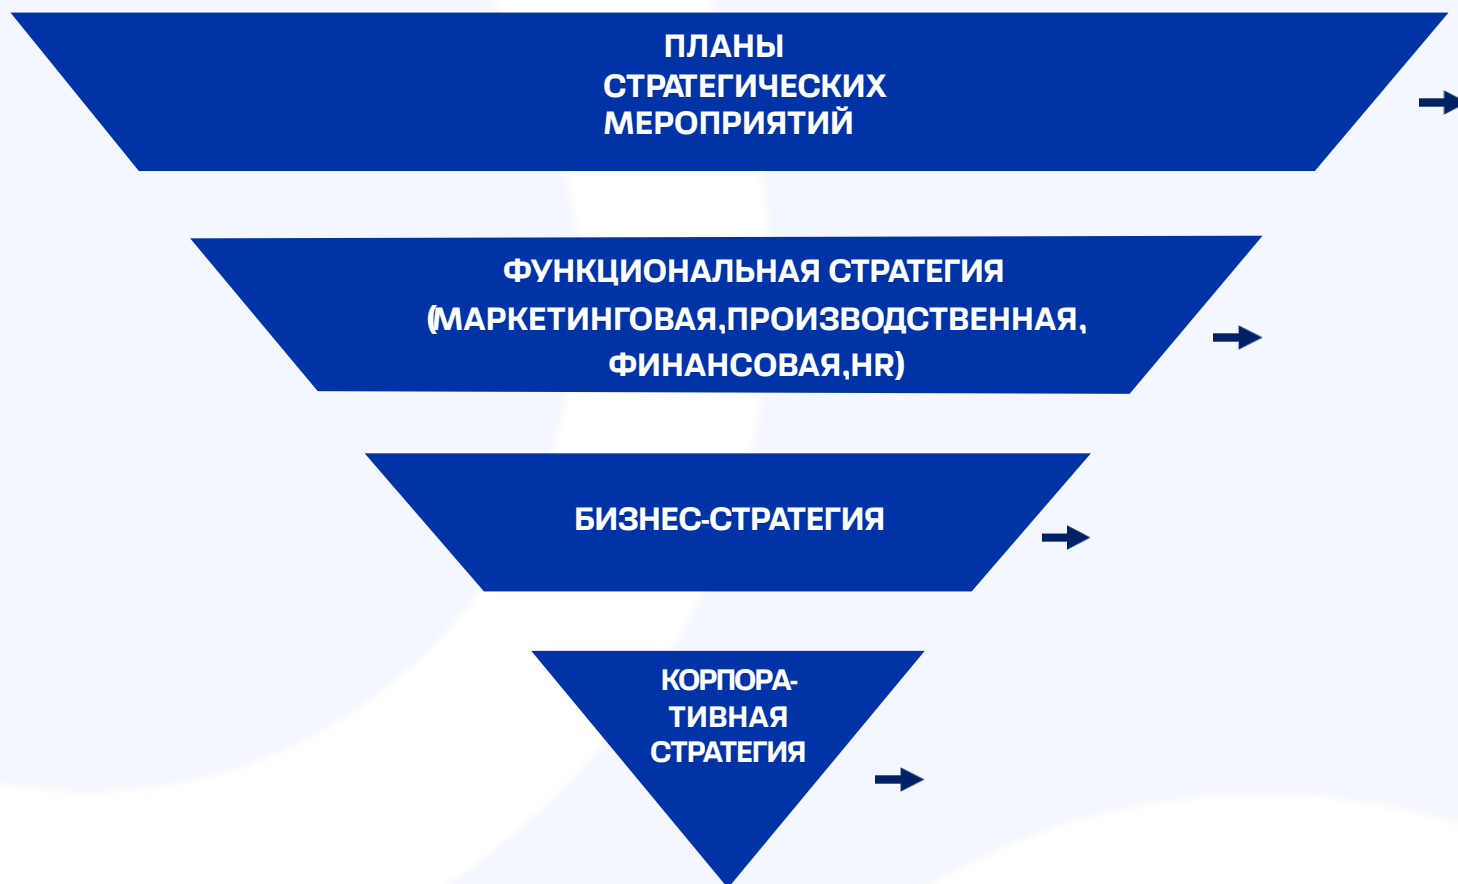 ПЛАНЫ
СТРАТЕГИЧЕСКИХ
МЕРОПРИЯТИЙ
ФУНКЦИОНАЛЬНАЯ СТРАТЕГИЯ
(МАРКЕТИНГОВАЯ,ПРОИЗВОДСТВЕННАЯ,
ФИНАНСОВАЯ,HR)
БИЗНЕС-СТРАТЕГИЯ
КОРПОРА-
ТИВНАЯ
СТРАТЕГИЯ